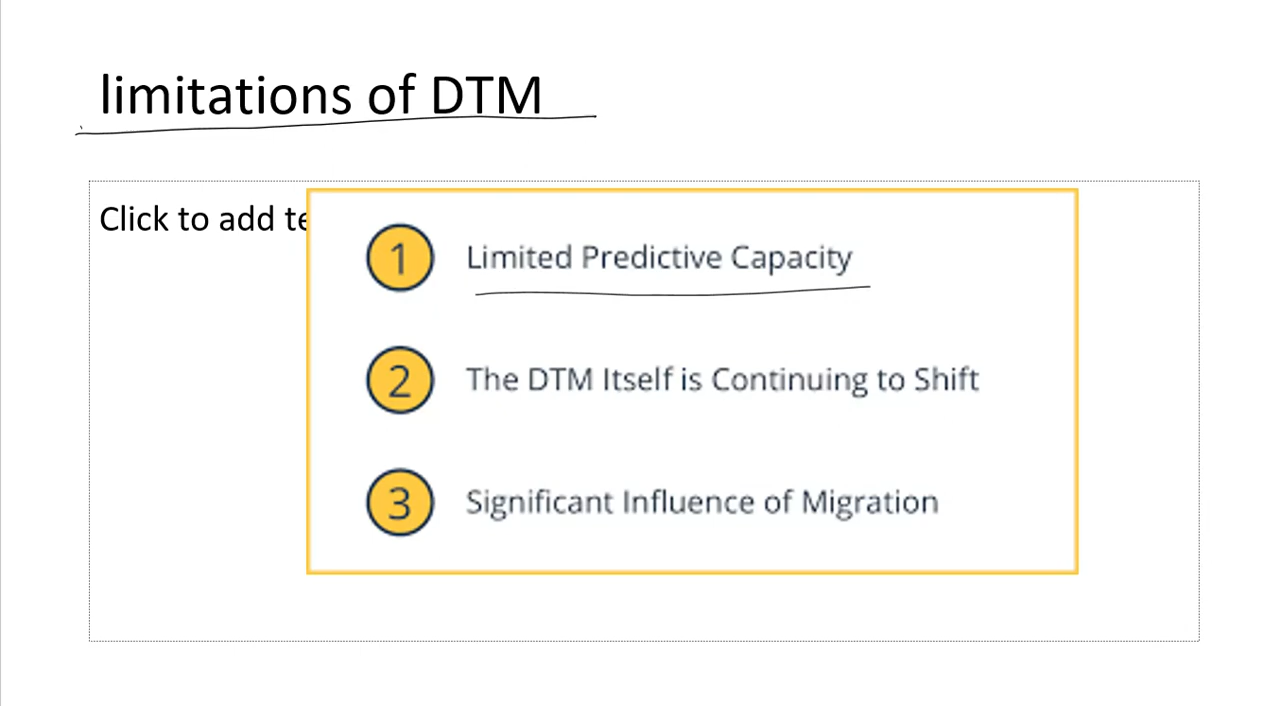 limitations of DTM
Click to add te
1 Limited Predictive Capacity
2 The DTM Itself is Continuing to Shift
3 Significant Influence of Migration